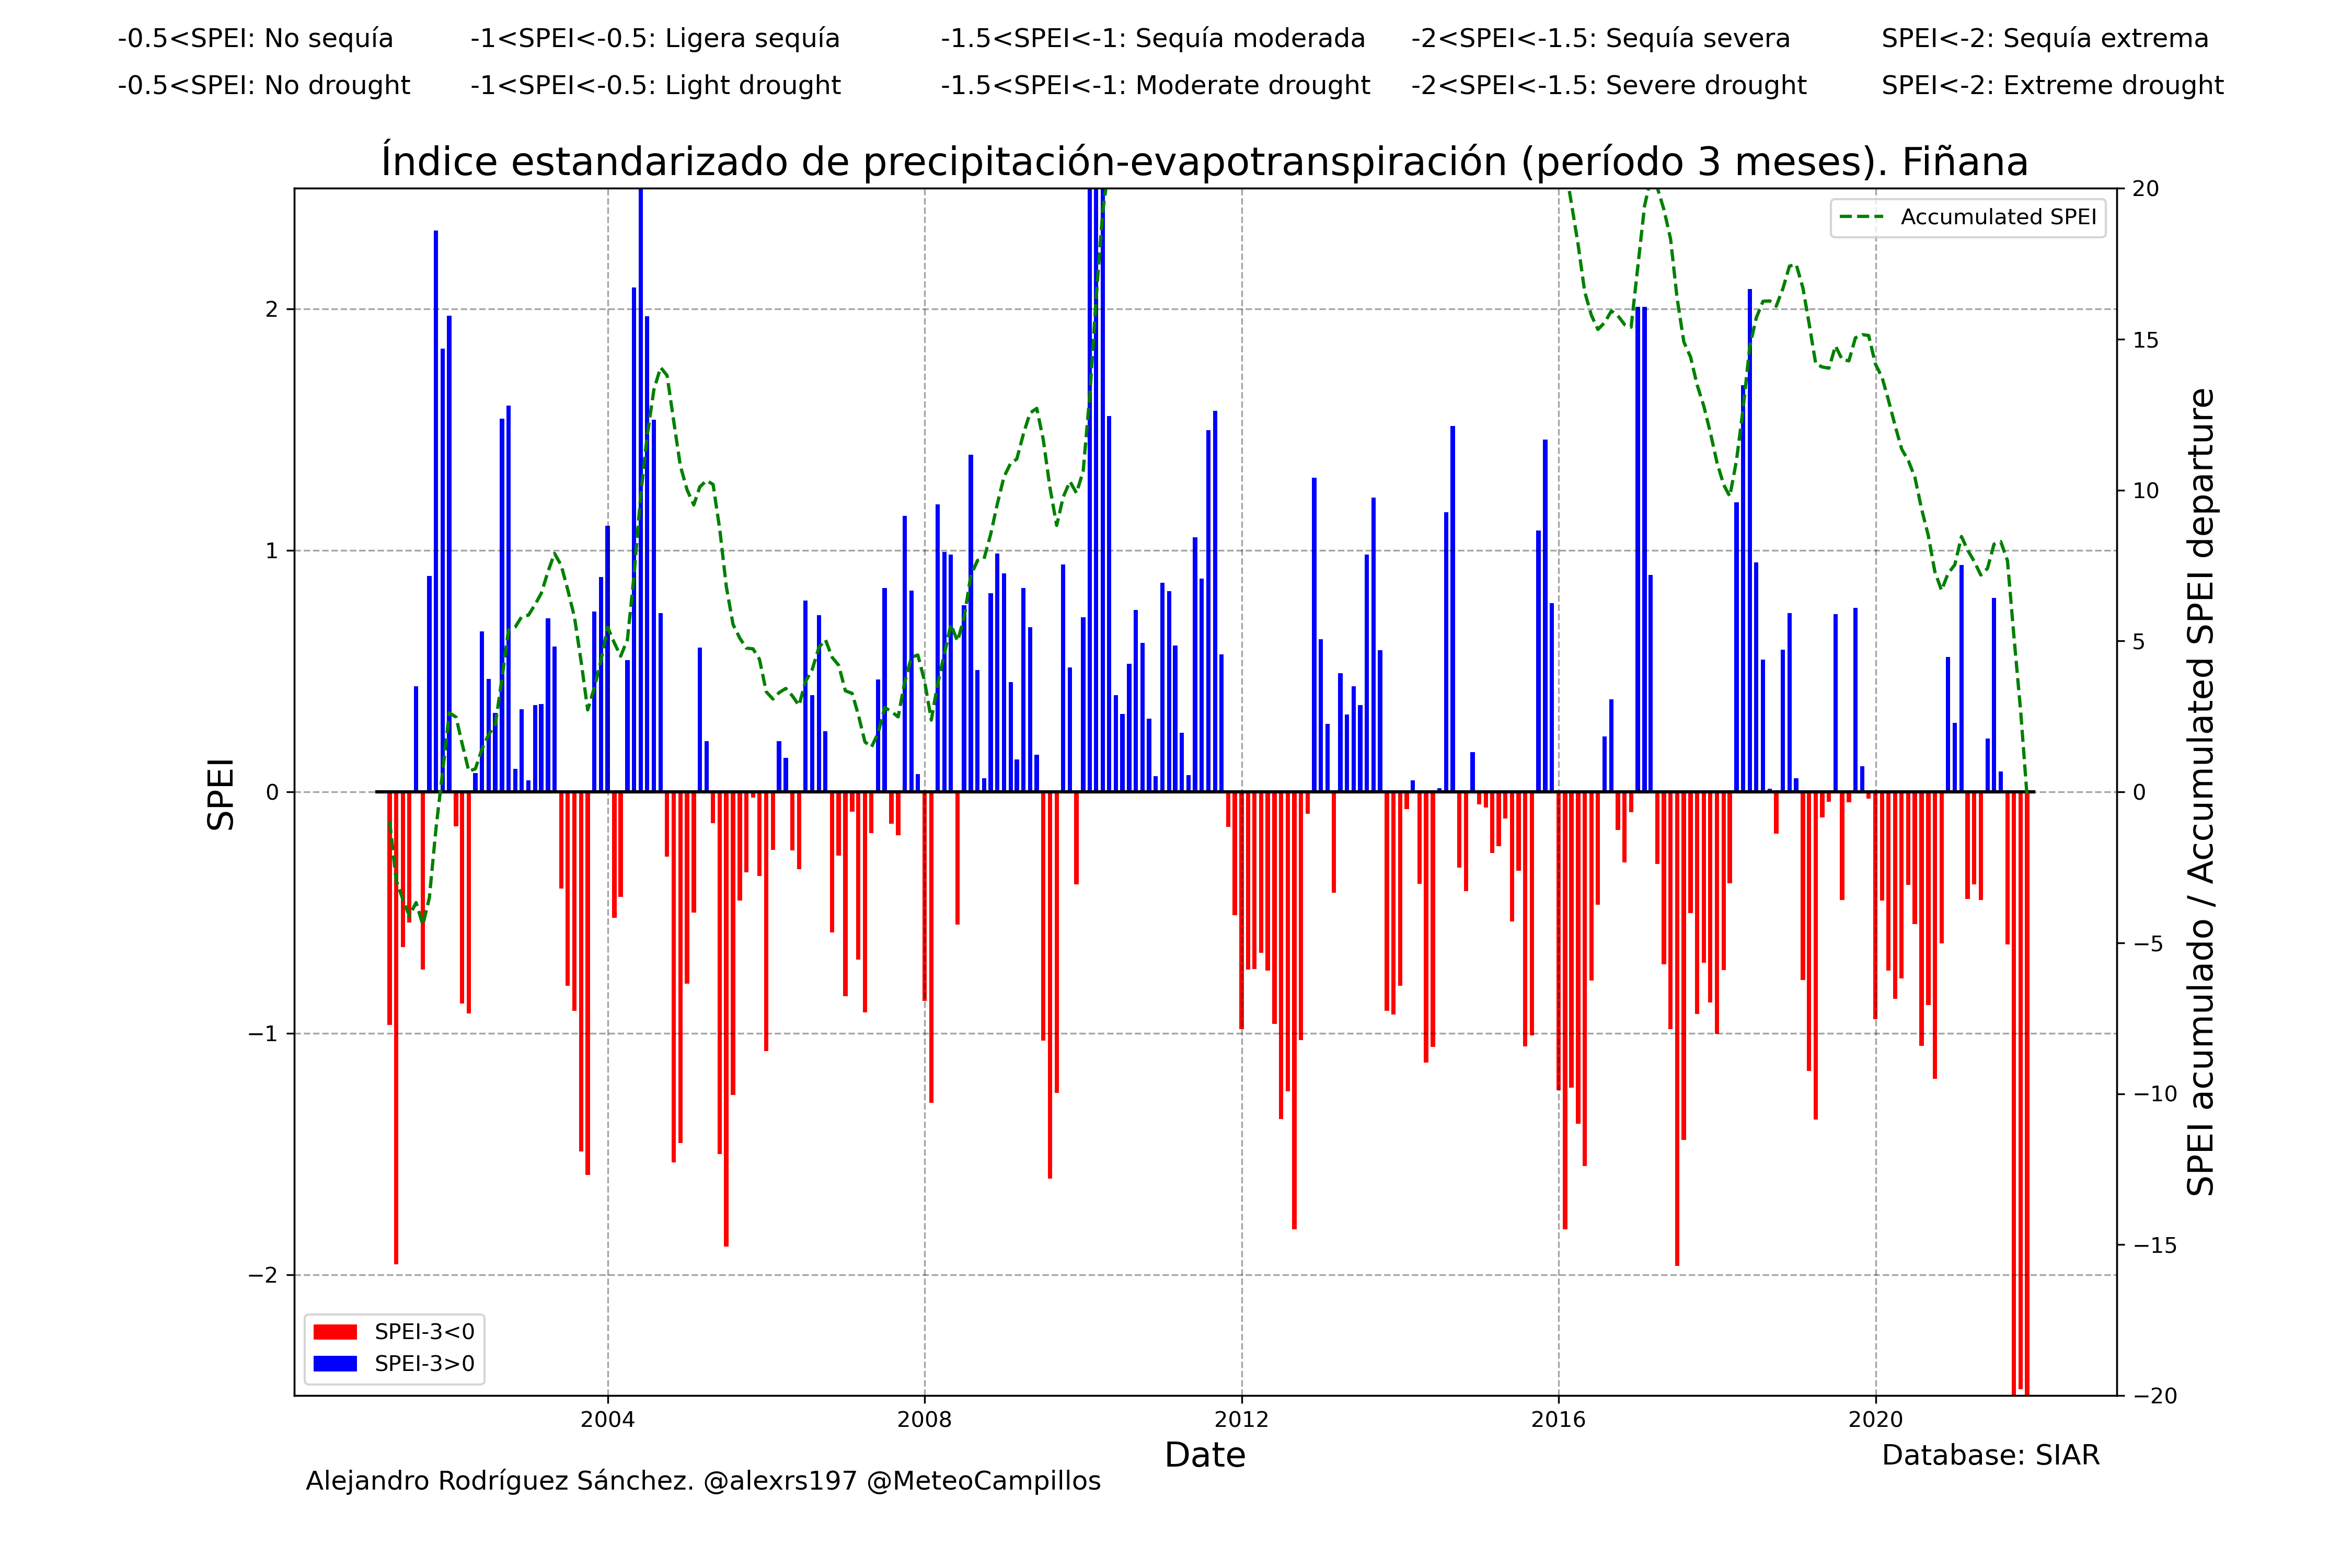 -0.5<SPEI: No sequía -1<SPEI<-0.5: Ligera sequía -1.5<SPEI<-1: Sequía moderada -2<SPEI<-1.5: Sequía severa SPEI<-2: Sequía extrema
-0.5<SPEI: No drought -1<SPEI<-0.5: Light drought -1.5<SPEI<-1: Moderate drought -2<SPEI<-1.5: Severe drought SPEI<-2: Extreme drought
Índice estandarizado de precipitación-evapotranspiración (período 3 meses). Fiñana
Accumulated SPEI
SPEI
2
1
0
−1
−2
20
15
10
5
0
−5
−10
−15
−20
SPEI acumulado / Accumulated SPEI departure
SPEI-3<0
SPEI-3>0
2004 2008 2012 2016 2020
Date
Database: SIAR
Alejandro Rodríguez Sánchez. @alexrs197 @MeteoCampillos